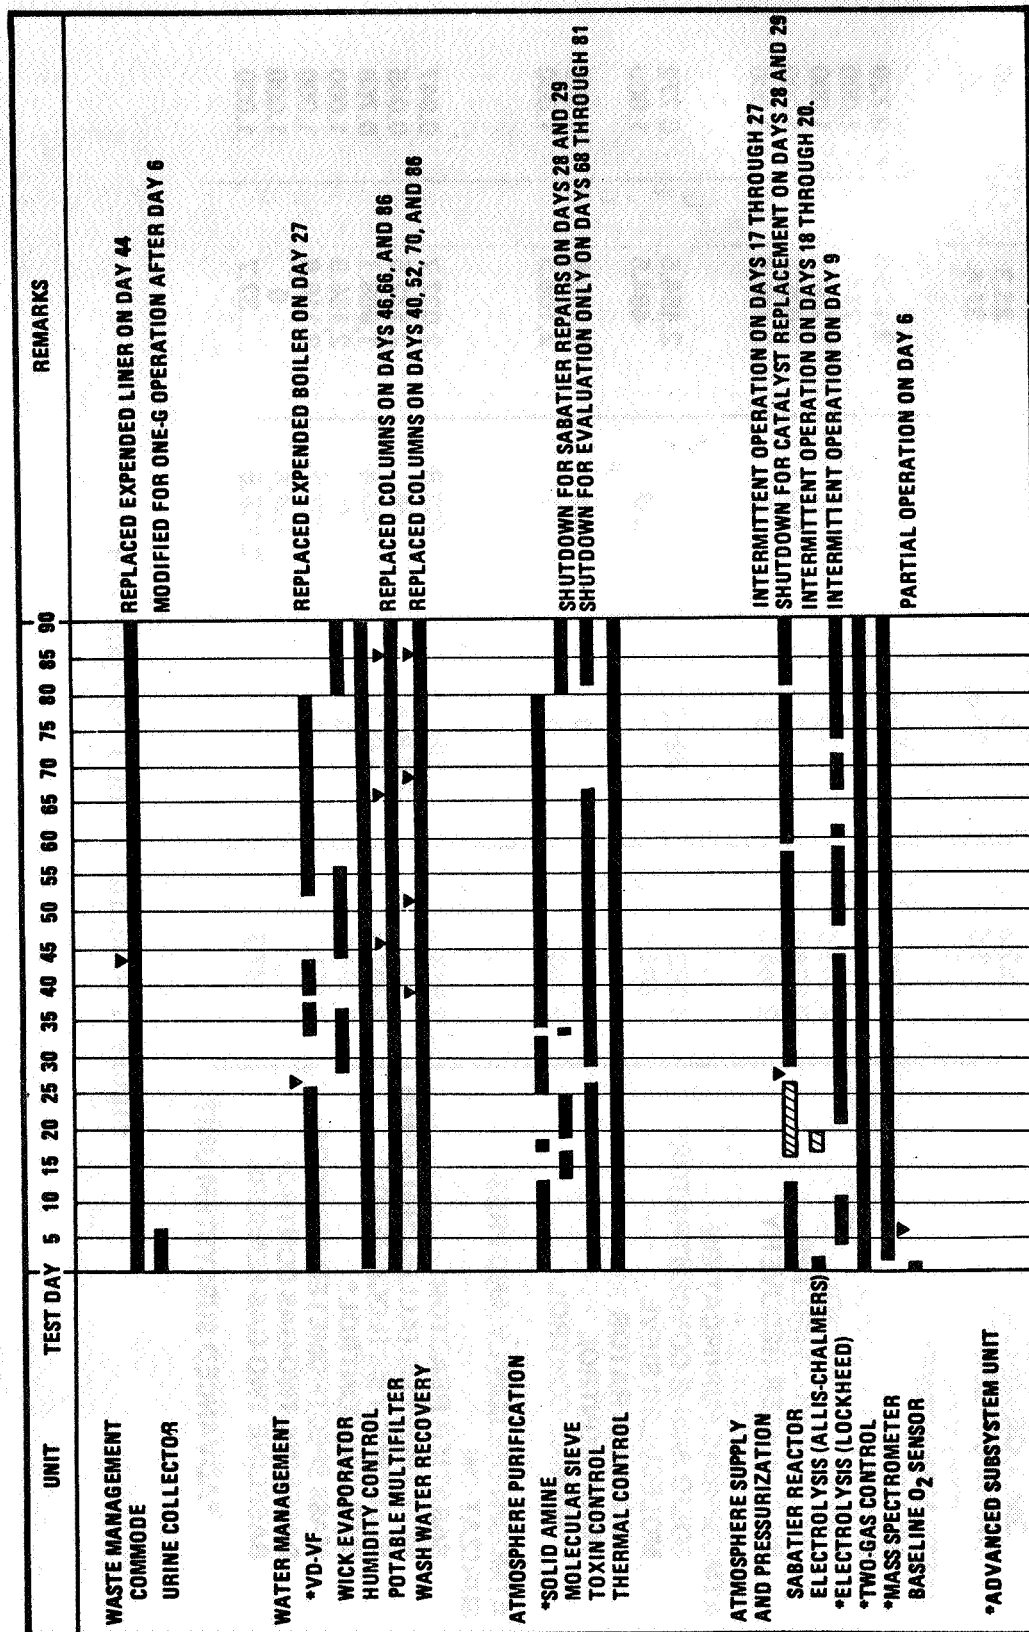 UNIT
TEST DAY
5
10
15
20
25
30
35
40
45
50
55
60
65
70
75
80
85
90
REMARKS
WASTE MANAGEMENT
COMMODE
REPLACED EXPENDED LINER ON DAY 44
URINE COLLECTOR
MODIFIED FOR ONE-G OPERATION AFTER DAY 6
WATER MANAGEMENT
*VD-VF
REPLACED EXPENDED BOILER ON DAY 27
WICK EVAPORATOR
HUMIDITY CONTROL
POTABLE MULTIFILTER
REPLACED COLUMNS ON DAYS 46,66, AND 86
WASH WATER RECOVERY
REPLACED COLUMNS ON DAYS 40, 52, 70, AND 86
ATMOSPHERE PURIFICATION
*SOLID AMINE
MOLECULAR SIEVE
SHUTDOWN FOR SABATIER REPAIRS ON DAYS 28 AND 29
TOXIN CONTROL
SHUTDOWN FOR EVALUATION ONLY ON DAYS 68 THROUGH 81
THERMAL CONTROL
ATMOSPHERE SUPPLY
AND PRESSURIZATION
INTERMITTENT OPERATION ON DAYS 17 THROUGH 27
SABATIER REACTOR
SHUTDOWN FOR CATALYST REPLACEMENT ON DAYS 28 AND 29
ELECTROLYSIS (ALLIS-CHALMERS)
INTERMITTENT OPERATION ON DAYS 18 THROUGH 20.
*ELECTROLYSIS (LOCKHEED)
INTERMITTENT OPERATION ON DAY 9
*TWO-GAS CONTROL
*MASS SPECTROMETER
PARTIAL OPERATION ON DAY 6
BASELINE O2 SENSOR
*ADVANCED SUBSYSTEM UNIT